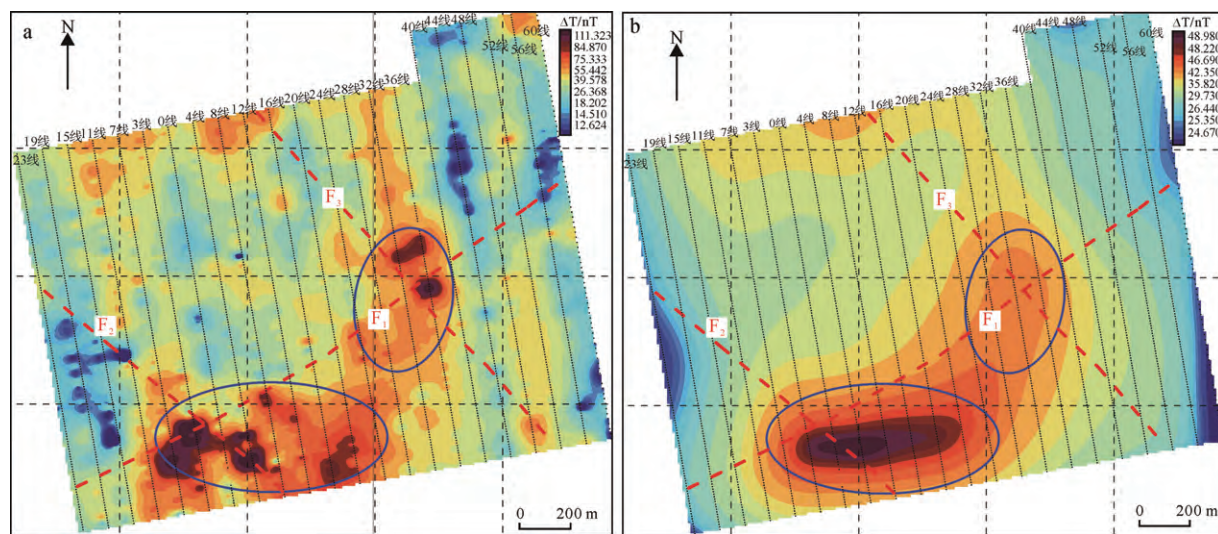 a
N
40线
44线48线
60线
52线
56线
ΔT/nT
111.323
84.870
75.333
55.442
39.578
26.368
18.202
14.510
12.624
19线 15线11线 7线 3线 0线 4线 8线 12线 16线 20线 24线 28线 32线 36线
23线
F₃
F₁
F₂
0 200 m
b
N
40线
44线48线
60线
52线 56线
ΔT/nT
48.980
48.220
46.690
42.350
35.820
29.730
26.440
25.350
24.670
19线15线 11线 7线 3线 0线 4线 8线 12线 16线 20线 24线 28线 32线 36线
23线
F₃
F₁
F₂
0 200 m